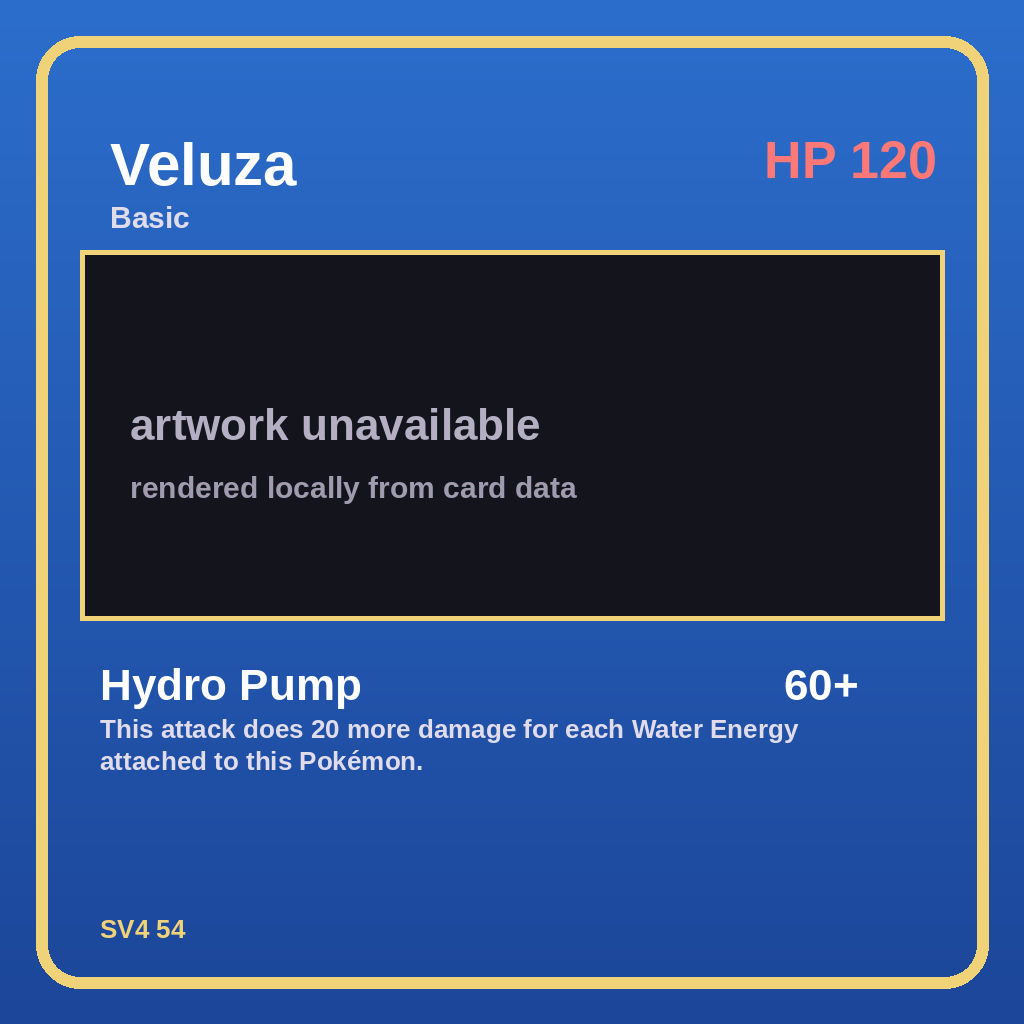 Veluza
HP 120
Basic
artwork unavailable
rendered locally from card data
Hydro Pump
60+
This attack does 20 more damage for each Water Energy
attached to this Pokémon.
SV4 54